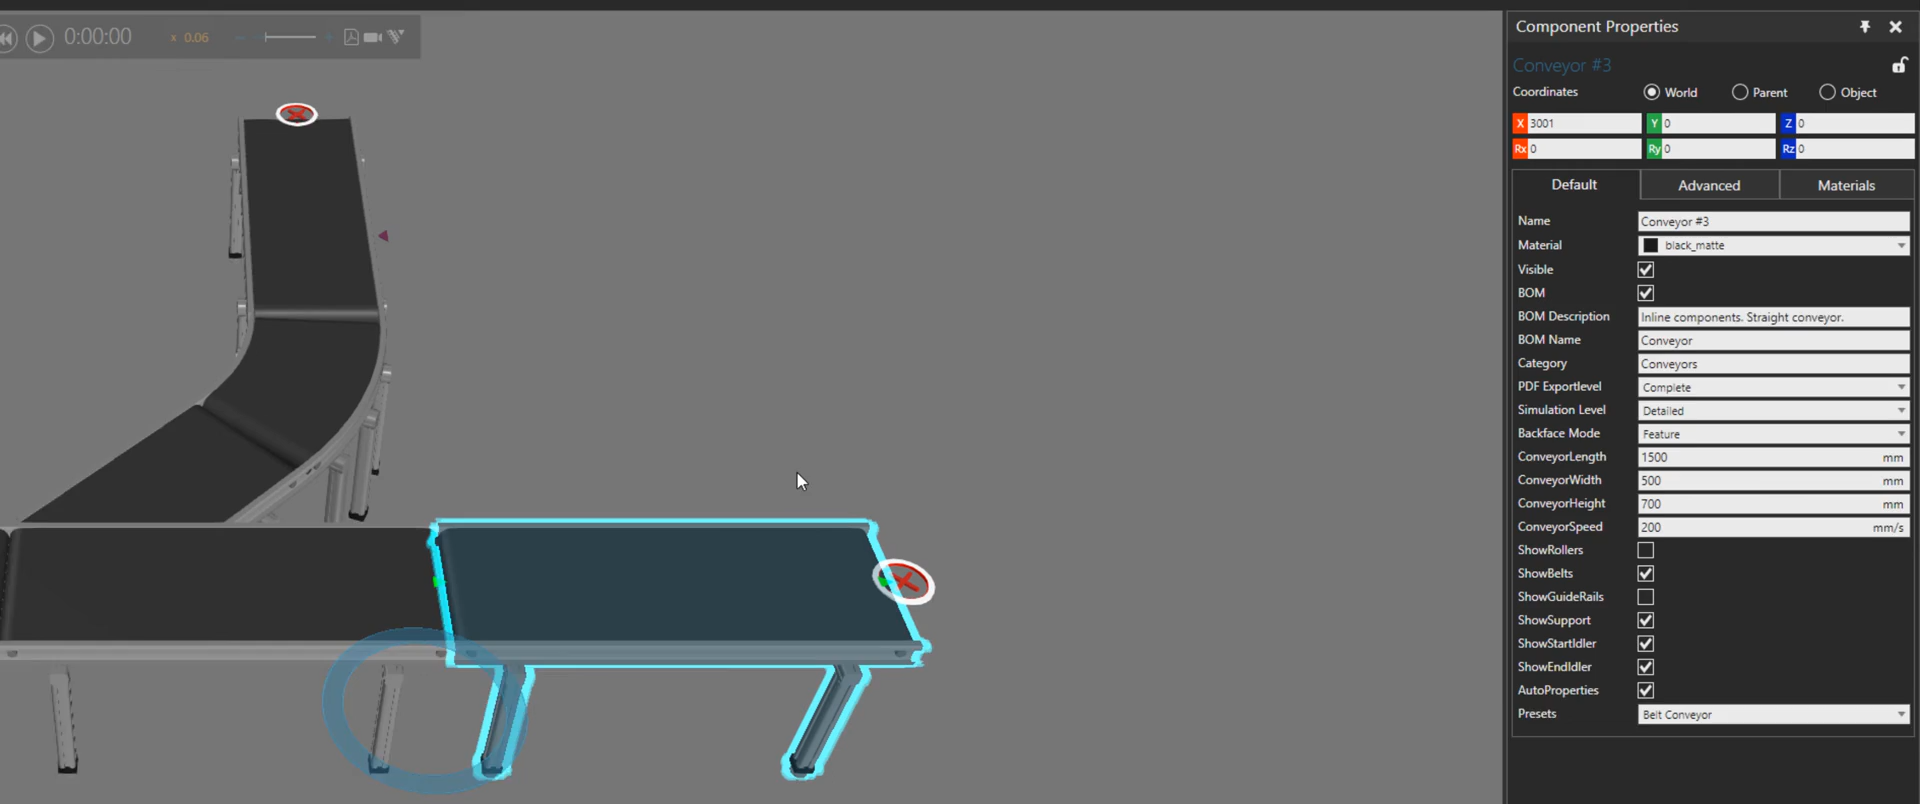 0:00:00 x 0.06
Component Properties
Conveyor #3
Coordinates World Parent Object
X 3001 Y 0 Z 0
Rx 0 Ry 0 Rz 0
Default Advanced Materials
Name Conveyor #3
Material black_matte
Visible
BOM
BOM Description Inline components. Straight conveyor.
BOM Name Conveyor
Category Conveyors
PDF Exportlevel Complete
Simulation Level Detailed
Backface Mode Feature
ConveyorLength 1500 mm
ConveyorWidth 500 mm
ConveyorHeight 700 mm
ConveyorSpeed 200 mm/s
ShowRollers
ShowBelts
ShowGuideRails
ShowSupport
ShowStartIdler
ShowEndIdler
AutoProperties
Presets Belt Conveyor